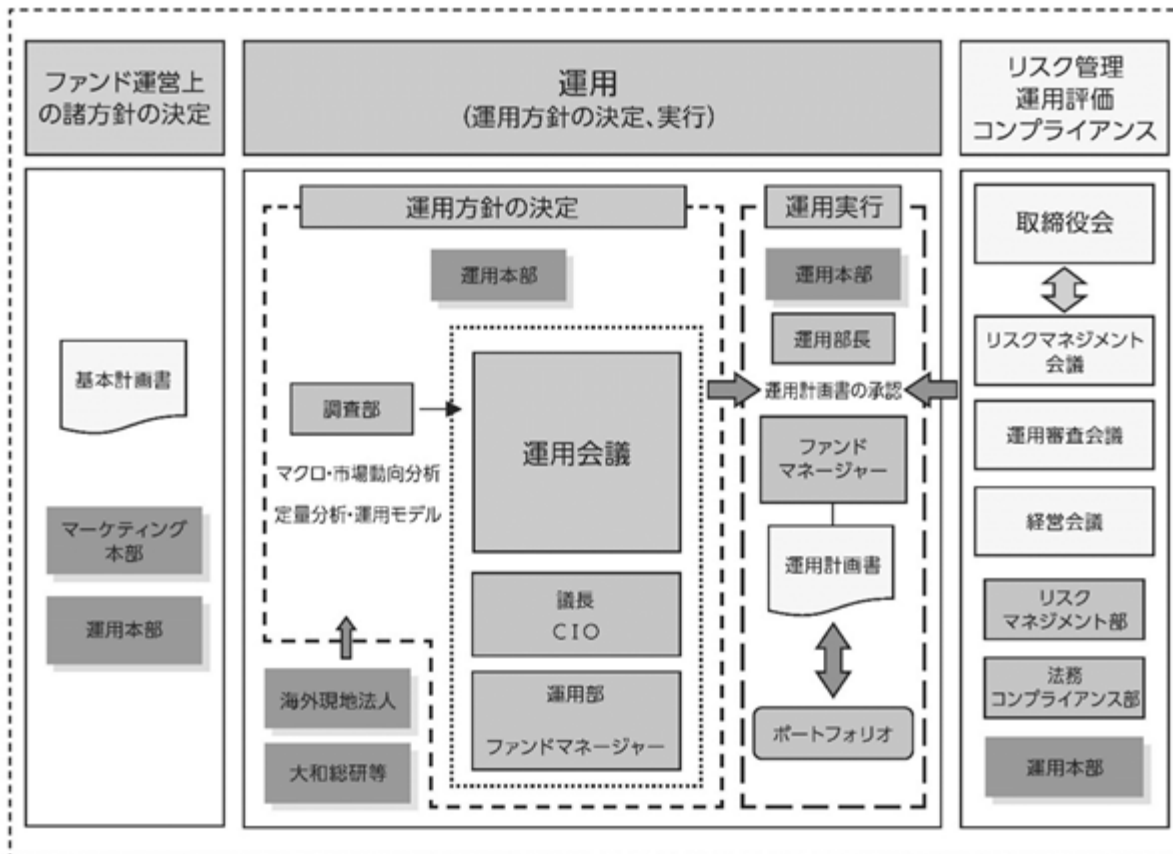 ファンド運営上
の諸方針の決定
運用
(運用方針の決定、実行)
リスク管理
運用評価
コンプライアンス
基本計画書
マーケティング
本部
運用本部
運用方針の決定
運用本部
調査部
マクロ・市場動向分析
定量分析・運用モデル
運用会議
議長
CIO
運用部
ファンドマネージャー
海外現地法人
大和総研等
運用実行
運用本部
運用部長
運用計画書の承認
ファンド
マネージャー
運用計画書
ポートフォリオ
取締役会
リスクマネジメント
会議
運用審査会議
経営会議
リスク
マネジメント部
法務
コンプライアンス部
運用本部